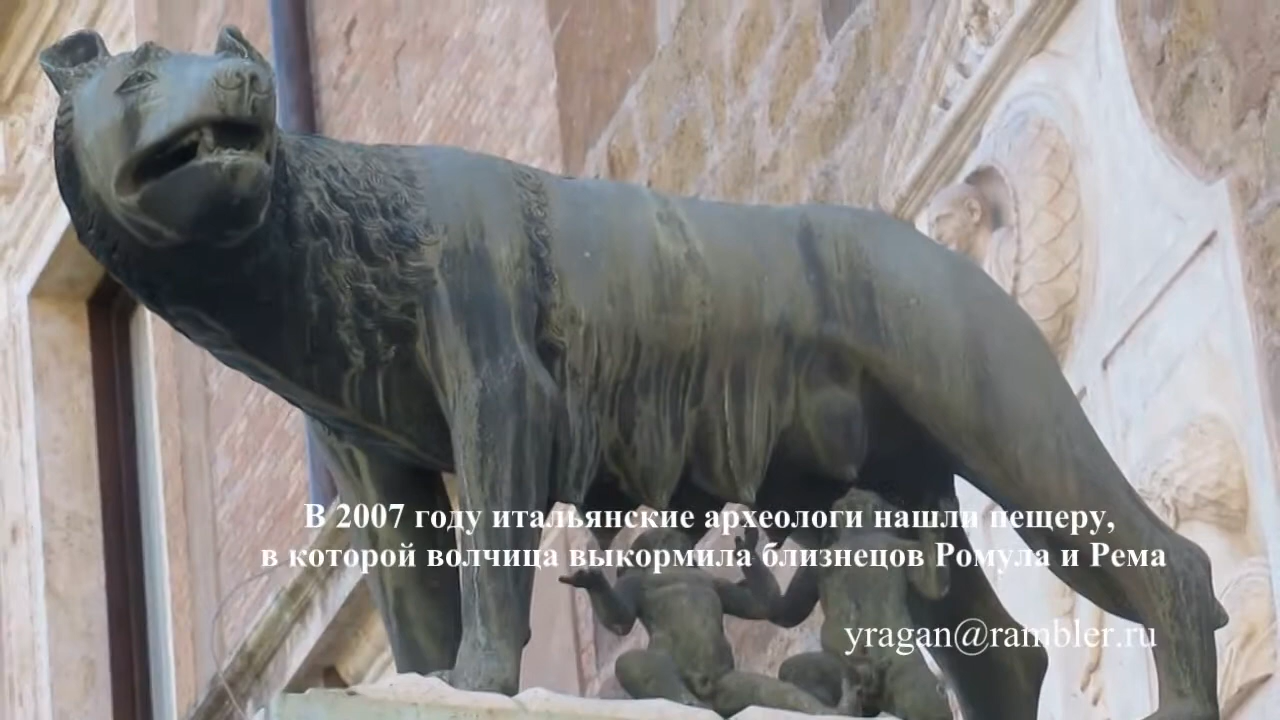 В 2007 году итальянские археологи нашли пещеру,
в которой волчица выкормила близнецов Ромула и Рема
yragan@rambler.ru